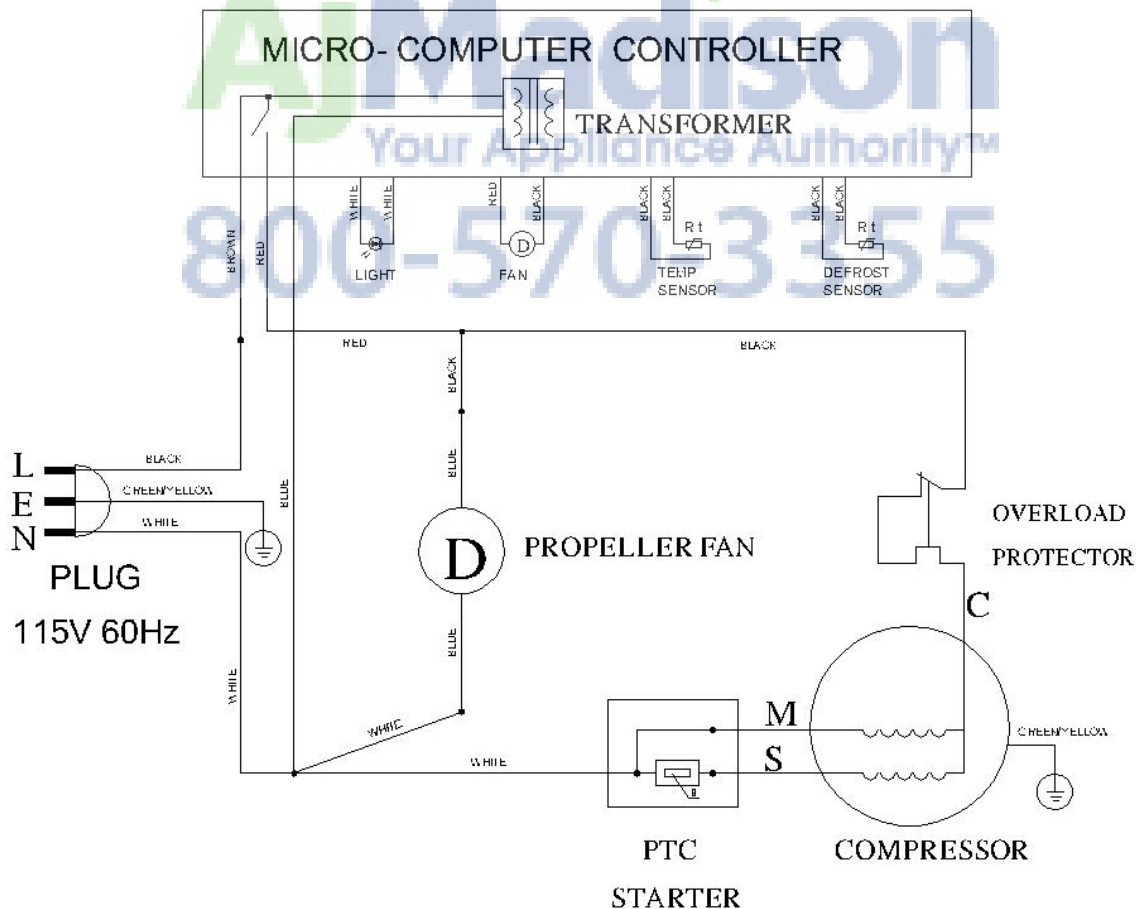 AjMadison
MICRO- COMPUTER CONTROLLER
TRANSFORMER
Your Appliance Authority™
WHITE
WHITE
RED
BLACK
BLACK
BLACK
BLACK
BLACK
800-570-3355
BROWN
RED
LIGHT
D
FAN
Rt
TEMP
SENSOR
Rt
DEFROST
SENSOR
RED
BLACK
BLACK
BLUE
BLUE
L
BLACK
E
GREEN/YELLOW
N
WHITE
PLUG
115V 60Hz
D
PROPELLER FAN
OVERLOAD
PROTECTOR
C
BLUE
WHITE
WHITE
WHITE
M
S
GREEN/YELLOW
PTC
STARTER
COMPRESSOR